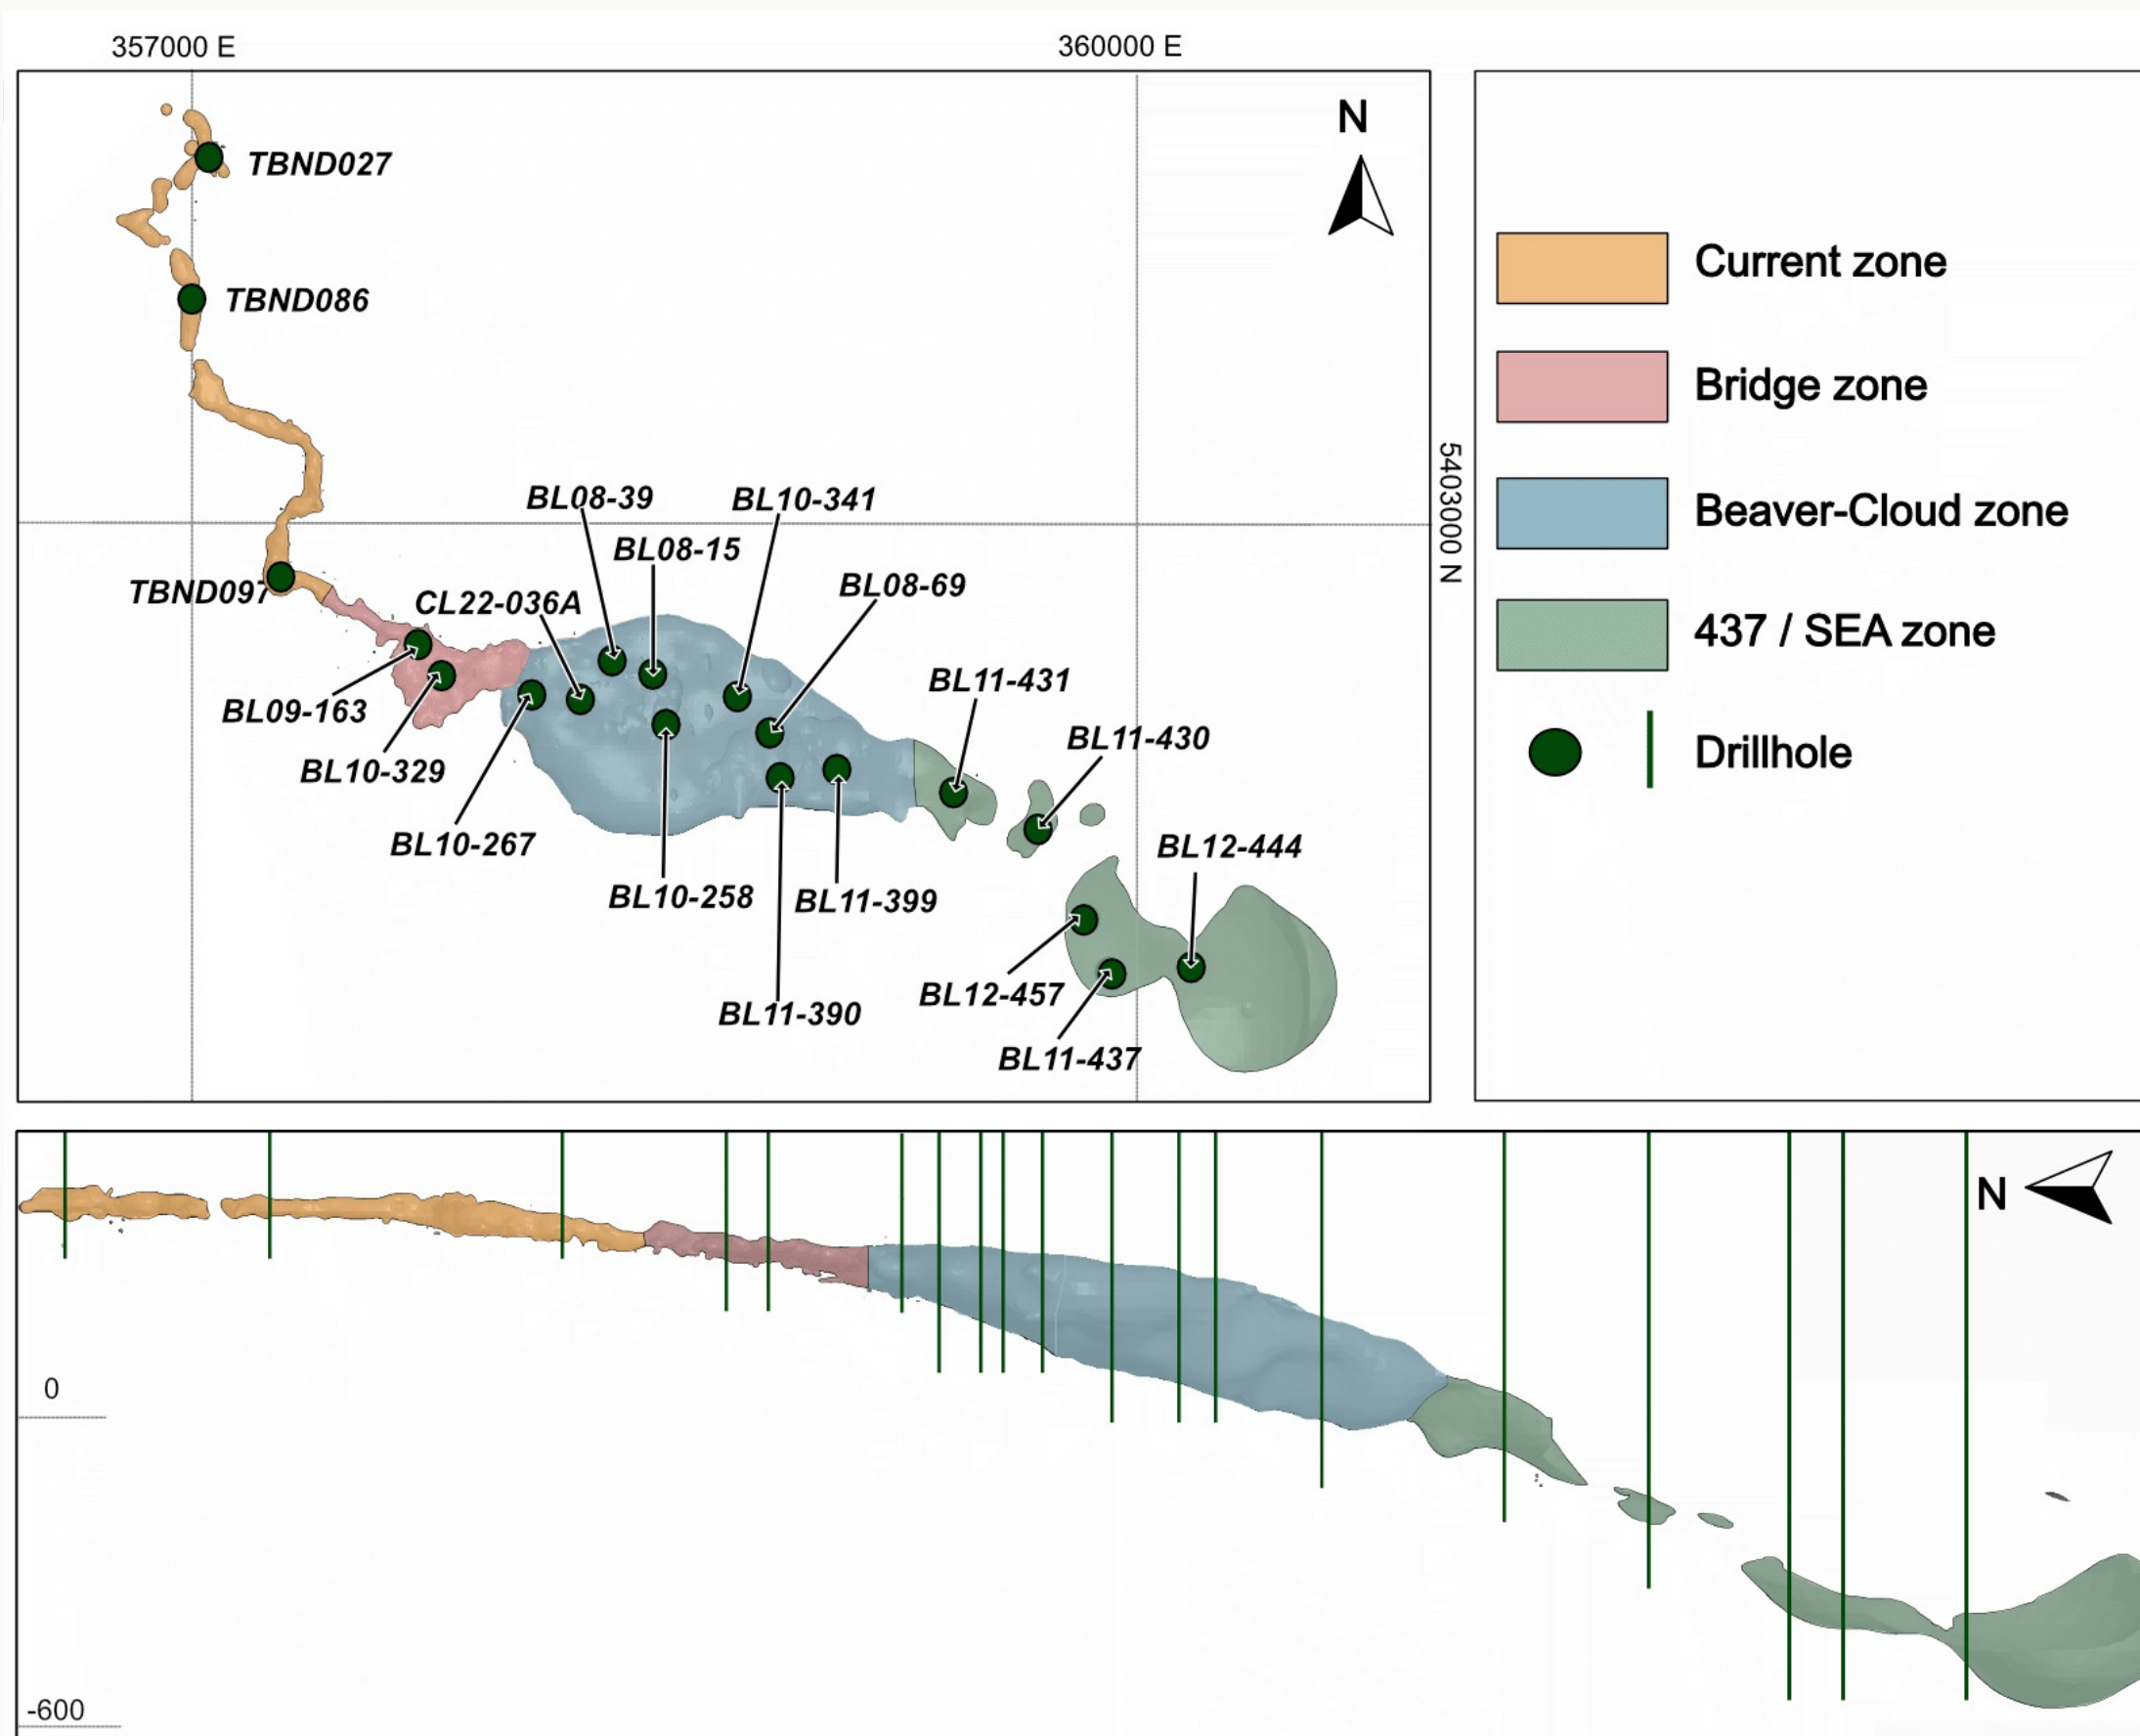 357000 E
360000 E
N
TBND027
TBND086
5403000 N
BL08-39
BL10-341
BL08-15
BL08-69
TBND097
CL22-036A
BL11-431
BL09-163
BL11-430
BL10-329
BL10-267
BL12-444
BL10-258
BL11-399
BL12-457
BL11-390
BL11-437
Current zone
Bridge zone
Beaver-Cloud zone
437 / SEA zone
Drillhole
N
0
-600